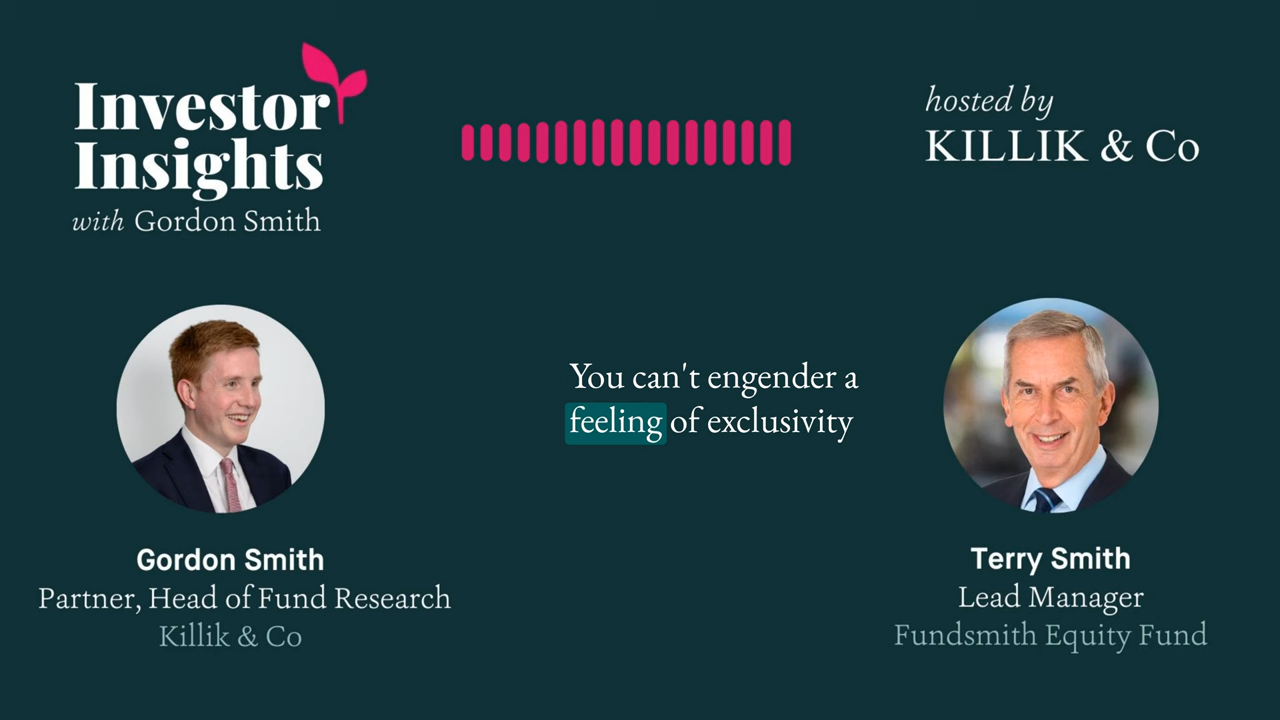 Investor
Insights
with Gordon Smith
hosted by
KILLIK & Co
You can't engender a
feeling of exclusivity
Gordon Smith
Partner, Head of Fund Research
Killik & Co
Terry Smith
Lead Manager
Fundsmith Equity Fund